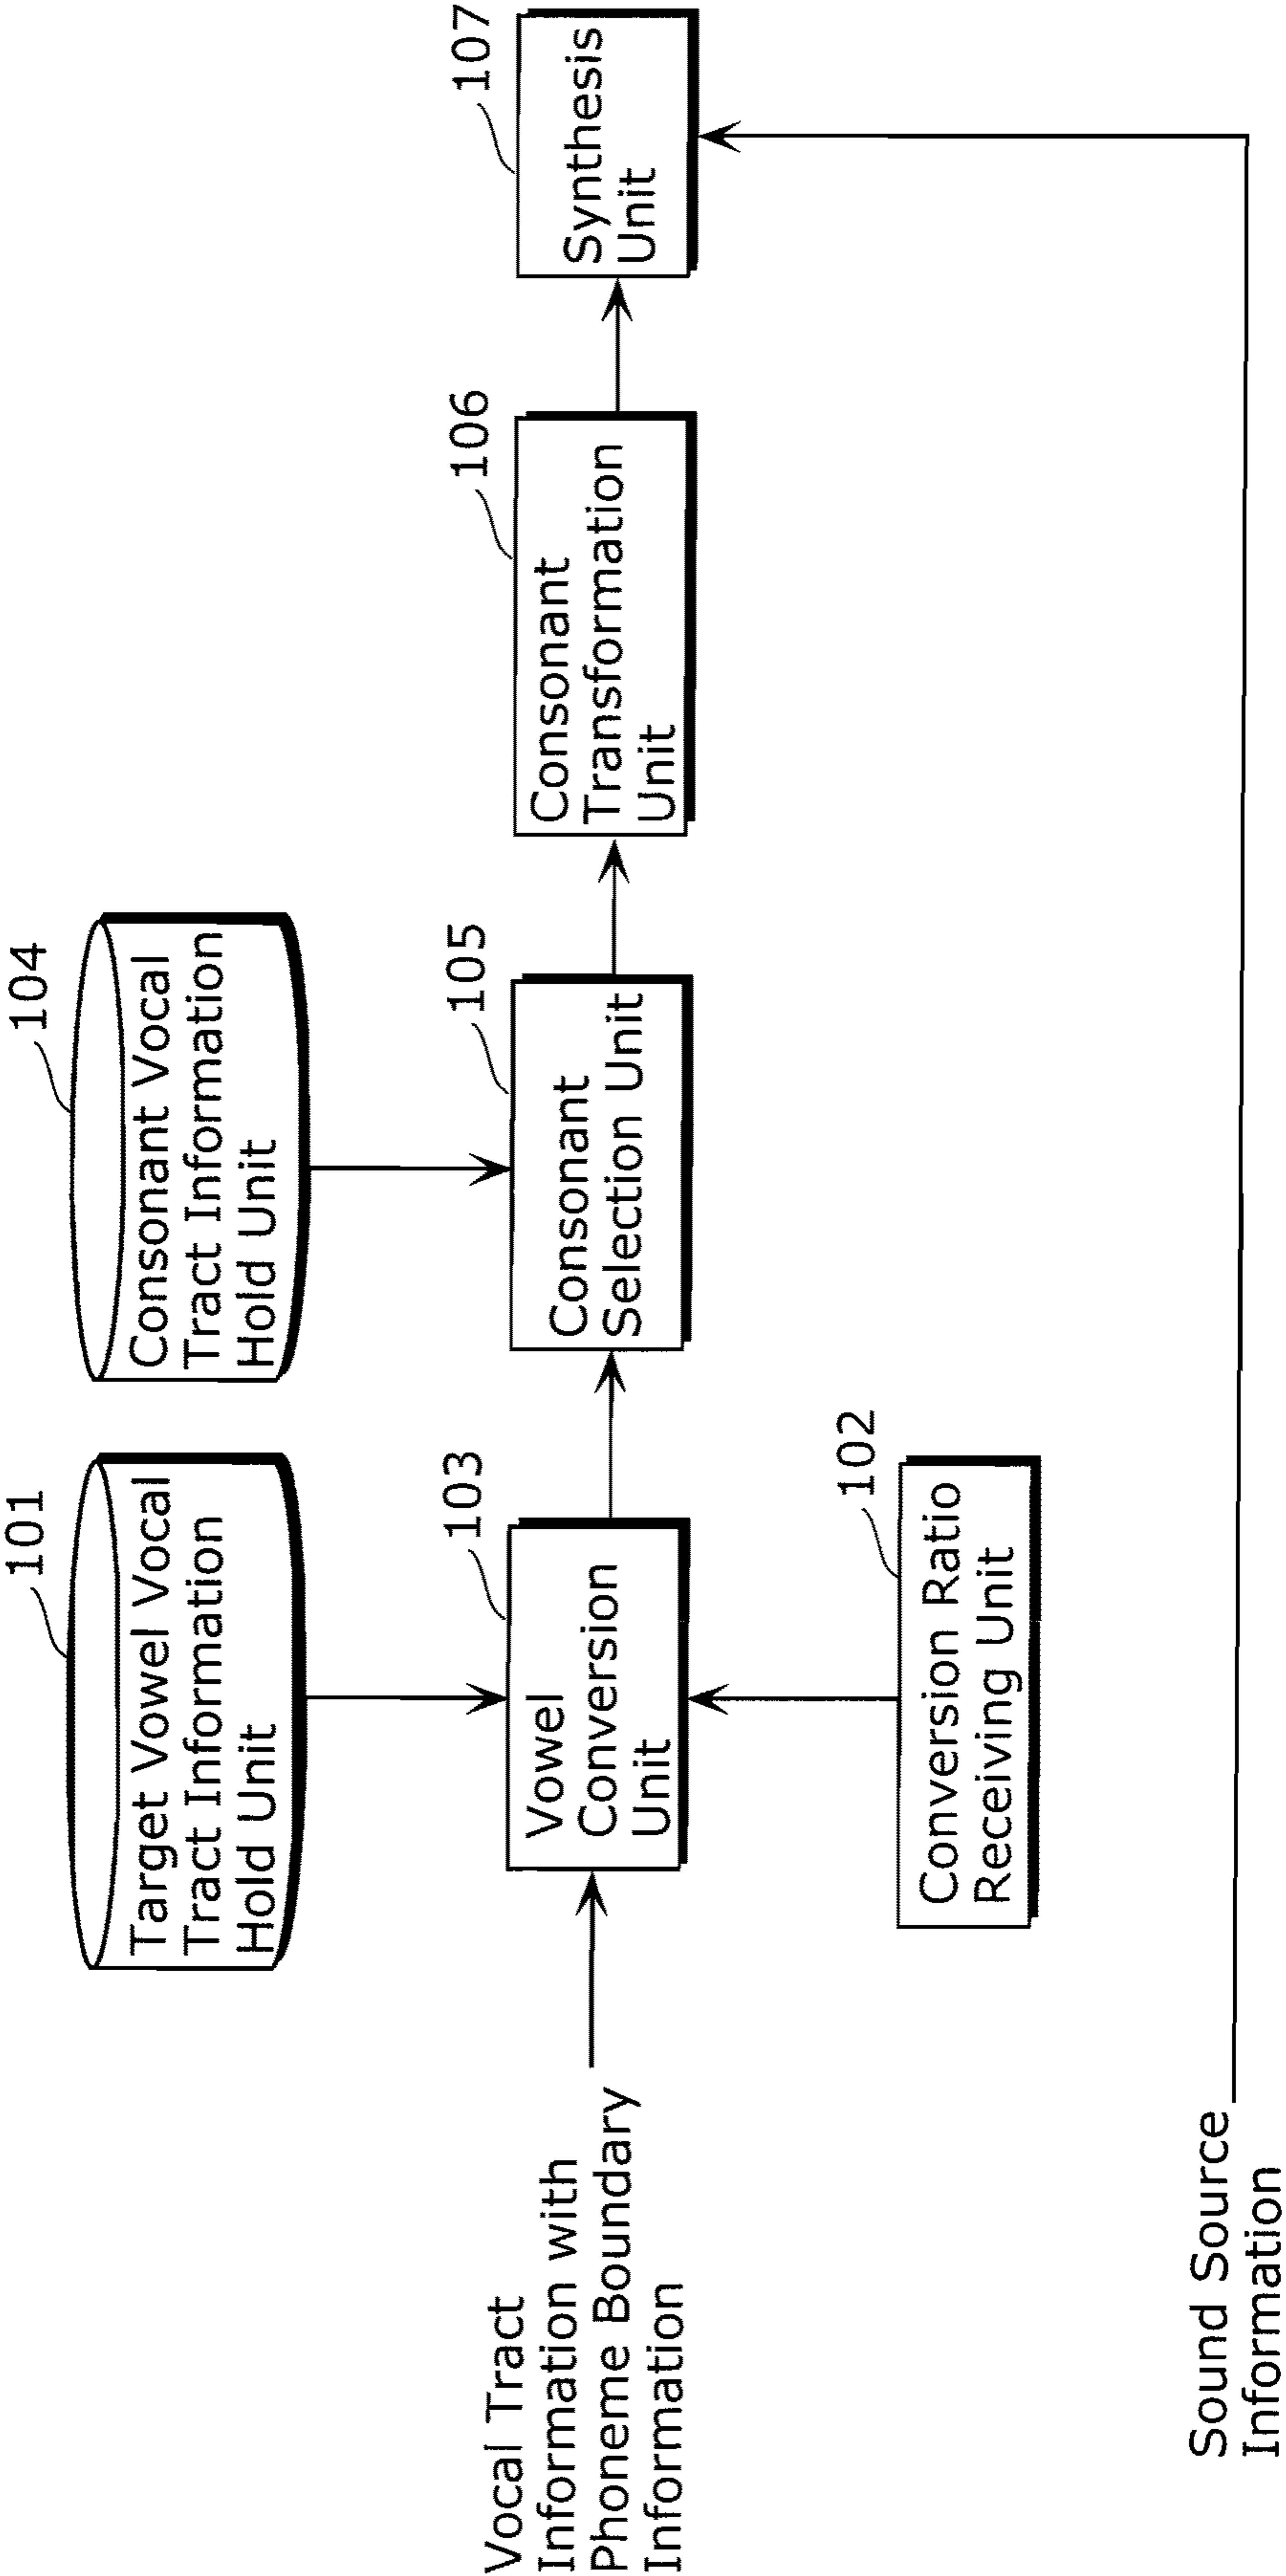 101
Target Vowel Vocal
Tract Information
Hold Unit
104
Consonant Vocal
Tract Information
Hold Unit
Vocal Tract
Information with
Phoneme Boundary
Information
103
Vowel
Conversion
Unit
105
Consonant
Selection Unit
106
Consonant
Transformation
Unit
107
Synthesis
Unit
102
Conversion Ratio
Receiving Unit
Sound Source
Information